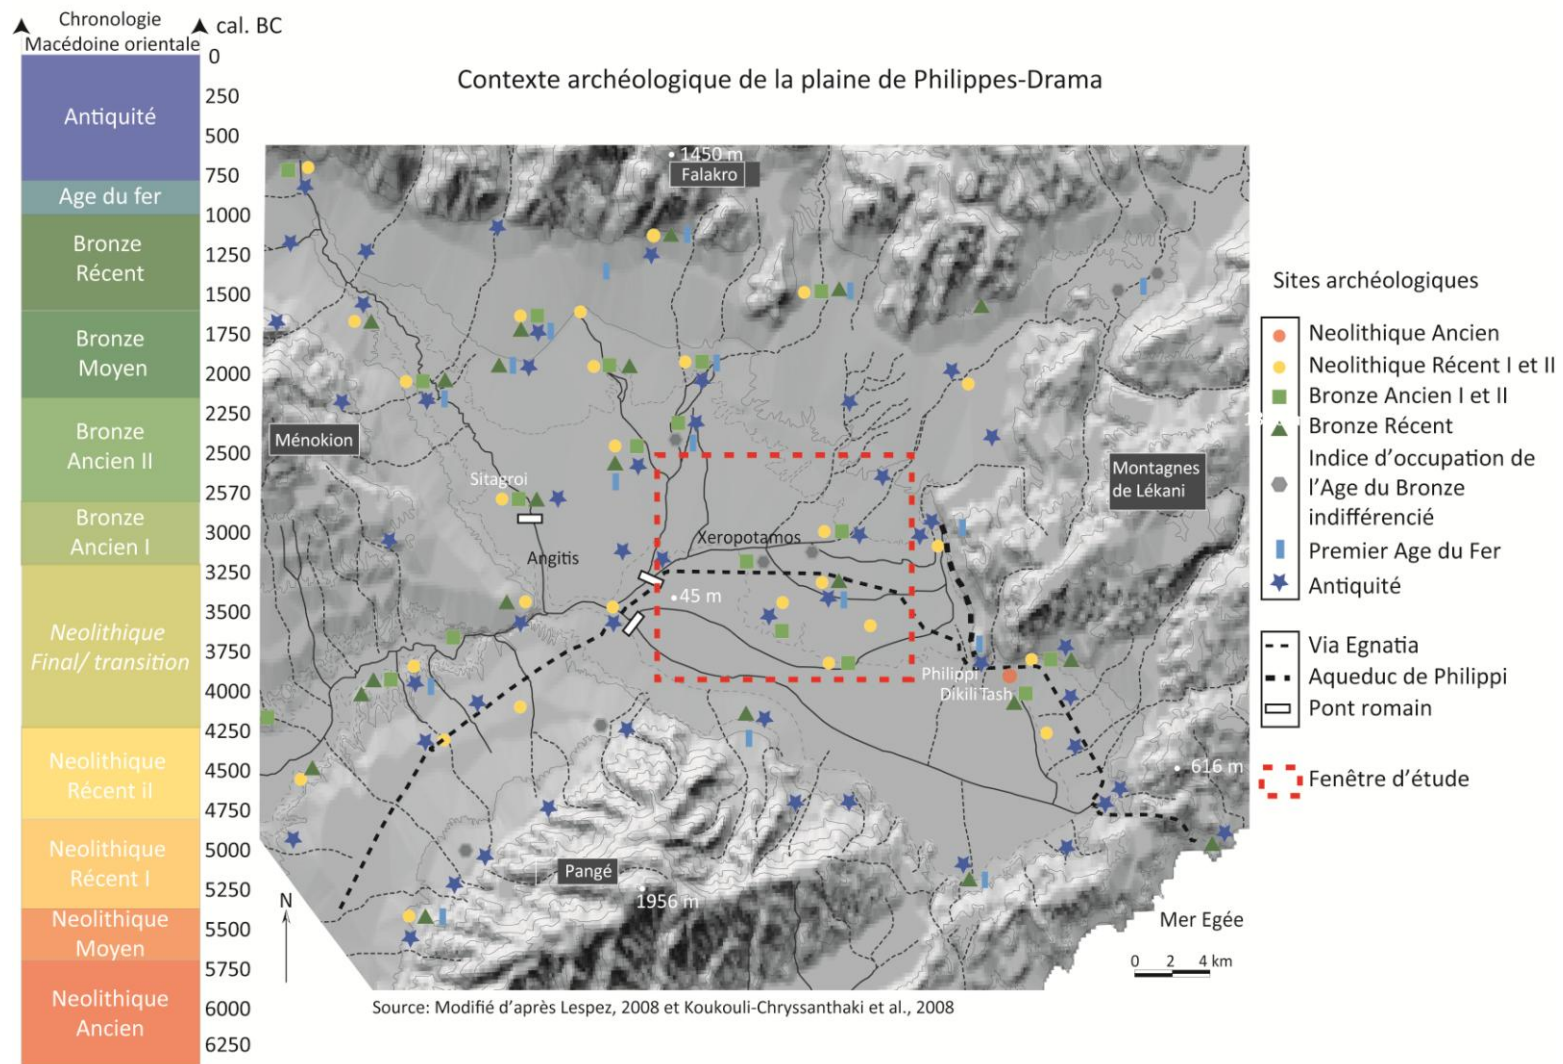 Chronologie
Macédoine orientale
cal. BC
0
250
500
750
1000
1250
1500
1750
2000
2250
2500
2570
3000
3250
3500
3750
4000
4250
4500
4750
5000
5250
5500
5750
6000
6250
Antiquité
Age du fer
Bronze
Récent
Bronze
Moyen
Bronze
Ancien II
Bronze
Ancien I
Neolithique
Final/ transition
Neolithique
Récent iI
Neolithique
Récent I
Neolithique
Moyen
Neolithique
Ancien
Contexte archéologique de la plaine de Philippes-Drama
1450 m
Falakro
Ménokion
Sitagroi
Angitis
Xeropotamos
45 m
Montagnes
de Lékani
Philippi
Dikili Tash
616 m
Pangé
1956 m
Mer Egée
N
0 2 4 km
Source: Modifié d'après Lespez, 2008 et Koukouli-Chryssanthaki et al., 2008
Sites archéologiques
Neolithique Ancien
Neolithique Récent I et II
Bronze Ancien I et II
Bronze Récent
Indice d'occupation de
l'Age du Bronze
indifférencié
Premier Age du Fer
Antiquité
Via Egnatia
Aqueduc de Philippi
Pont romain
Fenêtre d'étude